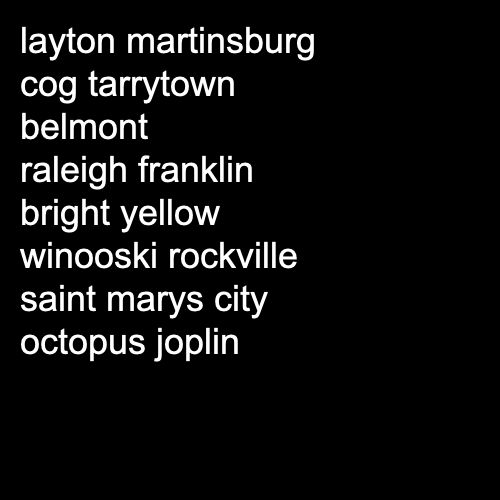 layton martinsburg
cog tarrytown
belmont
raleigh franklin
bright yellow
winooski rockville
saint marys city
octopus joplin